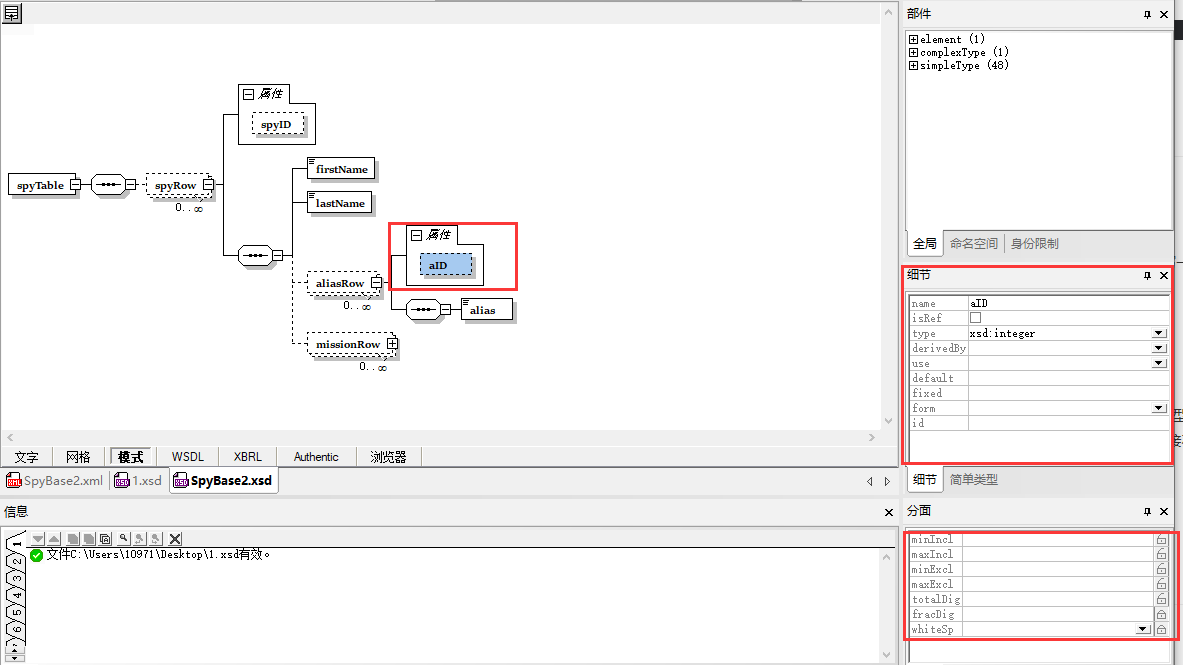 属性
spyID
spyTable
spyRow
0..∞
firstName
lastName
属性
aID
aliasRow
0..∞
alias
missionRow
0..∞
文字 网格 模式 WSDL XBRL Authentic 浏览器
SpyBase2.xml 1.xsd SpyBase2.xsd
信息
文件C:\Users\10971\Desktop\1.xsd有效。
1
2
3
4
5
6
部件
element (1)
complexType (1)
simpleType (48)
全局 命名空间 身份限制
细节
name aID
isRef
type xsd:integer
derivedBy
use
default
fixed
form
id
细节 简单类型
分面
minIncl
maxIncl
minExcl
maxExcl
totalDig
fracDig
whiteSp